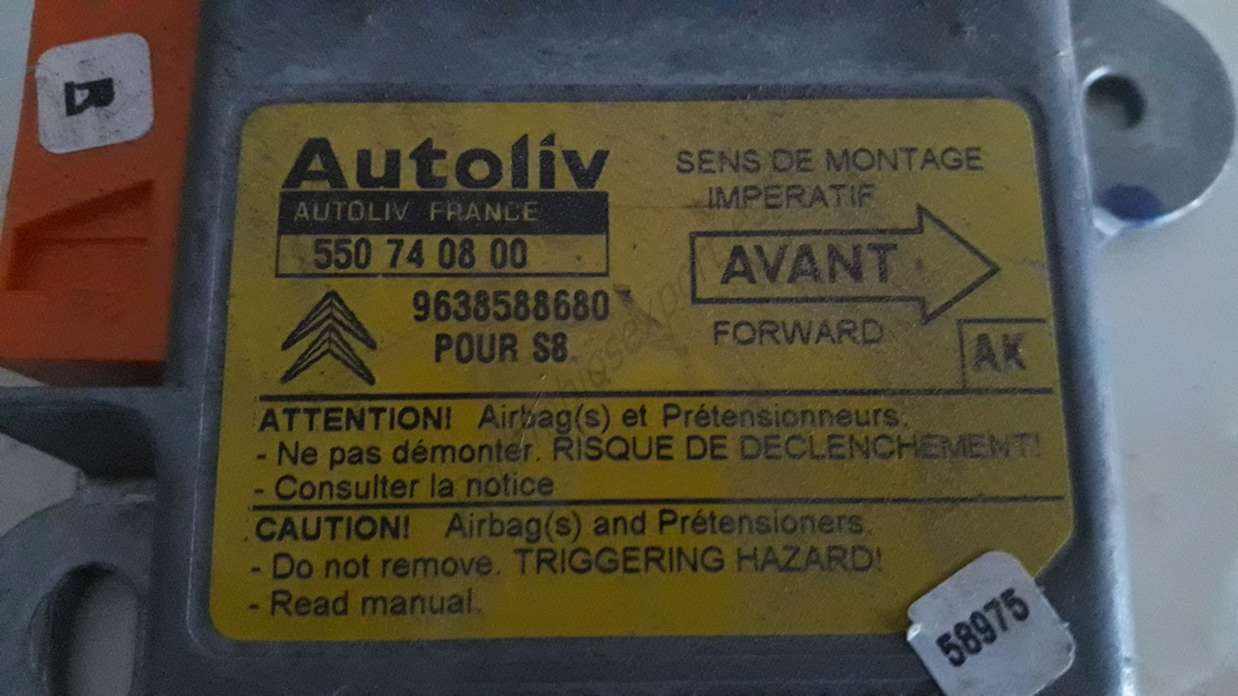 Autoliv
AUTOLIV FRANCE
550 74 08 00
9638588680
POUR S8.
SENS DE MONTAGE
IMPERATIF
AVANT
FORWARD
AK
ATTENTION! Airbag(s) et Prétensionneurs.
- Ne pas démonter. RISQUE DE DECLENCHEMENT!
- Consulter la notice
CAUTION! Airbag(s) and Prétensioners.
- Do not remove. TRIGGERING HAZARD!
- Read manual.
58975